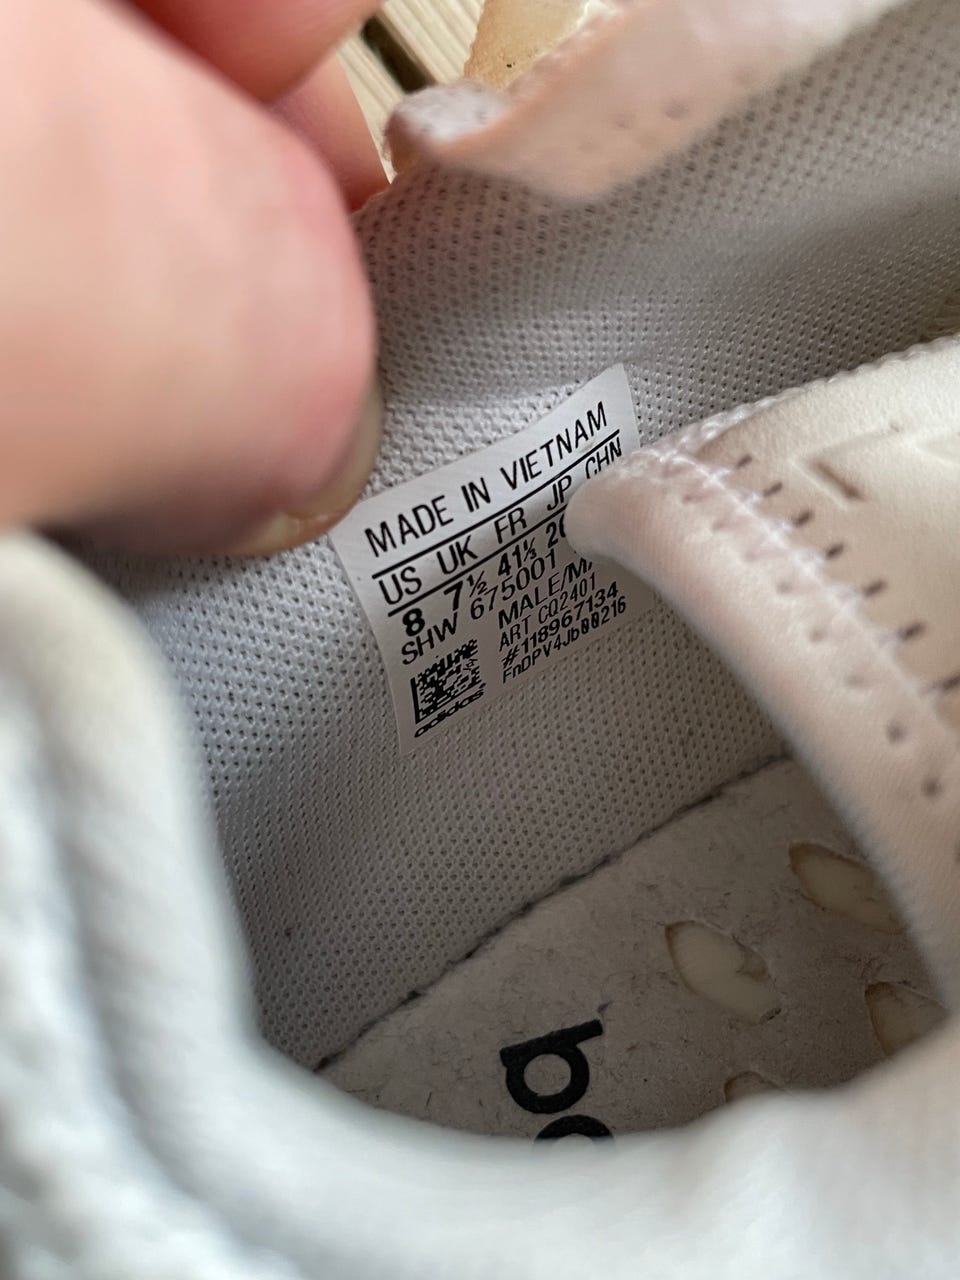 MADE IN VIETNAM
US UK FR JP CHN
8 7½ 41⅓
SHW 675001
MALE/
ART CQ2401
#118967134
FnDPV4Jb00216
adidas